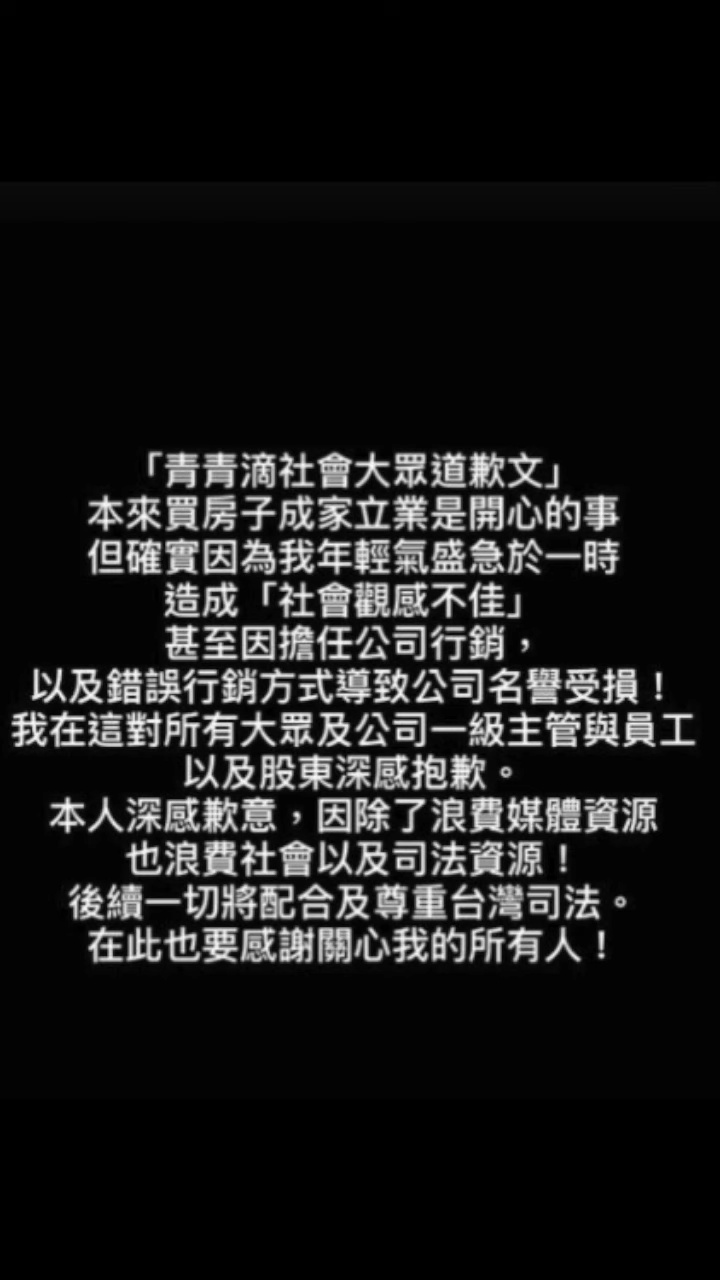 「青青滴社會大眾道歉文」
本來買房子成家立業是開心的事
但確實因為我年輕氣盛急於一時
造成「社會觀感不佳」
甚至因擔任公司行銷，
以及錯誤行銷方式導致公司名譽受損！
我在這對所有大眾及公司一級主管與員工
以及股東深感抱歉。
本人深感歉意，因除了浪費媒體資源
也浪費社會以及司法資源！
後續一切將配合及尊重台灣司法。
在此也要感謝關心我的所有人！